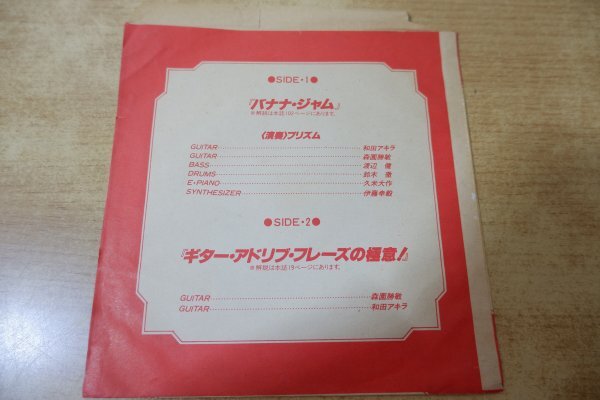 ●SIDE・1●
『バナナ・ジャム』
※解説は本誌102ページにあります。
〈演奏〉プリズム
GUITAR 和田アキラ
GUITAR 森園勝敏
BASS 渡辺 健
DRUMS 鈴木 徹
E・PIANO 久米大作
SYNTHESIZER 伊藤幸毅
●SIDE・2●
『ギター・アドリブ・フレーズの極意!』
※解説は本誌19ページにあります。
GUITAR 森園勝敏
GUITAR 和田アキラ